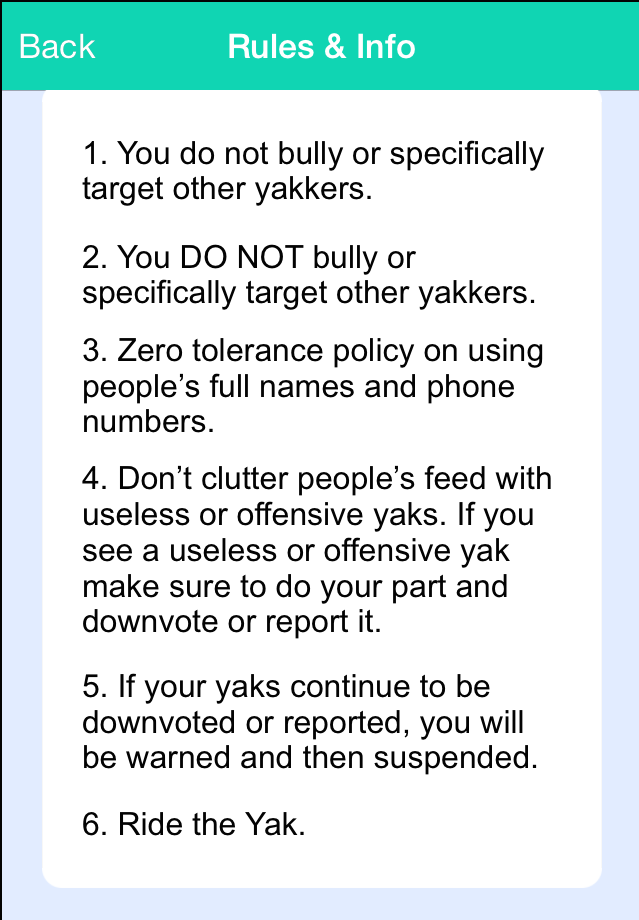 Back
Rules & Info
1. You do not bully or specifically
target other yakkers.
2. You DO NOT bully or
specifically target other yakkers.
3. Zero tolerance policy on using
people’s full names and phone
numbers.
4. Don’t clutter people’s feed with
useless or offensive yaks. If you
see a useless or offensive yak
make sure to do your part and
downvote or report it.
5. If your yaks continue to be
downvoted or reported, you will
be warned and then suspended.
6. Ride the Yak.